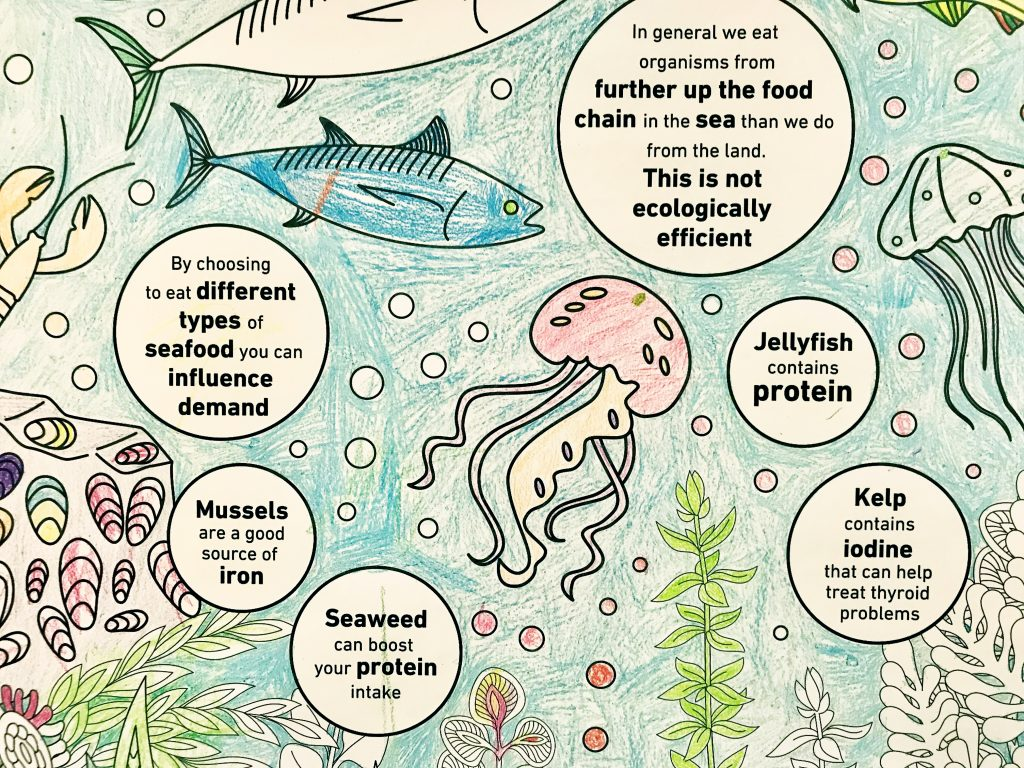 In general we eat
organisms from
further up the food
chain in the sea than we do
from the land.
This is not
ecologically
efficient
By choosing
to eat different
types of
seafood you can
influence
demand
Jellyfish
contains
protein
Mussels
are a good
source of
iron
Kelp
contains
iodine
that can help
treat thyroid
problems
Seaweed
can boost
your protein
intake